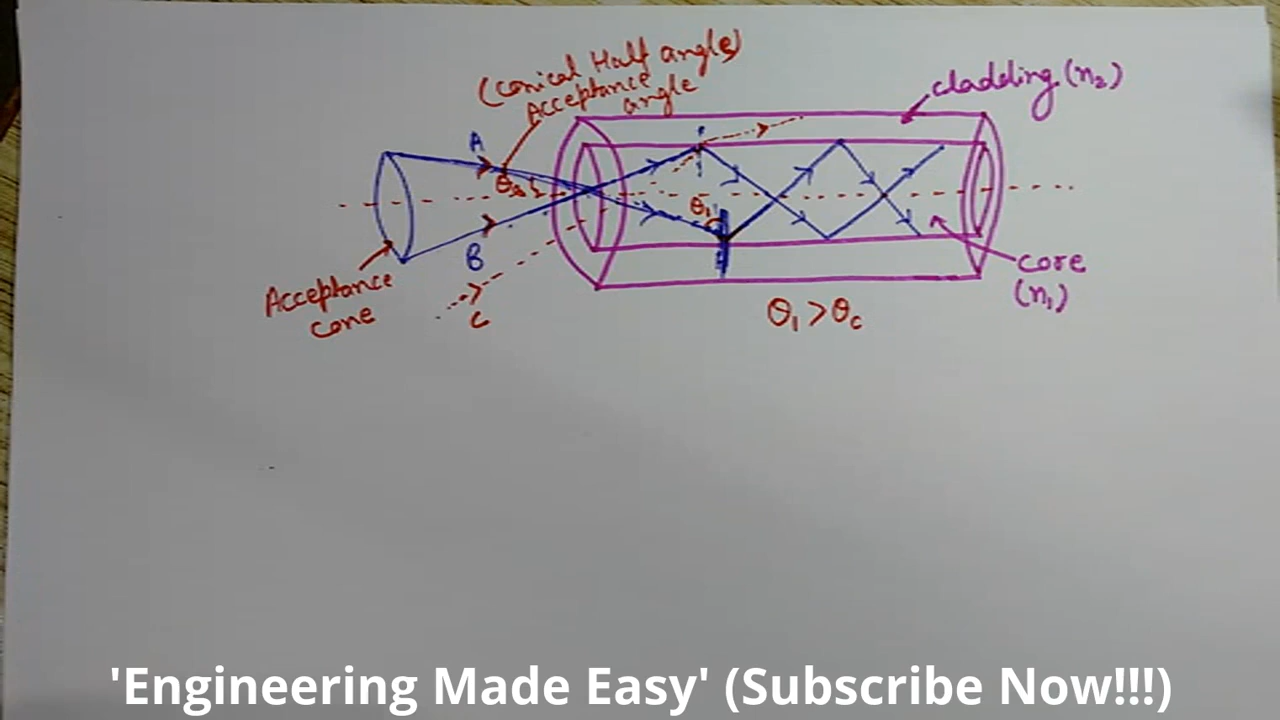 (Conical Half angle)
Acceptance
angle
cladding (n₂)
A
θa
θ₁
B
Acceptance
cone
C
core
(n₁)
θ₁ > θc
'Engineering Made Easy' (Subscribe Now!!!)